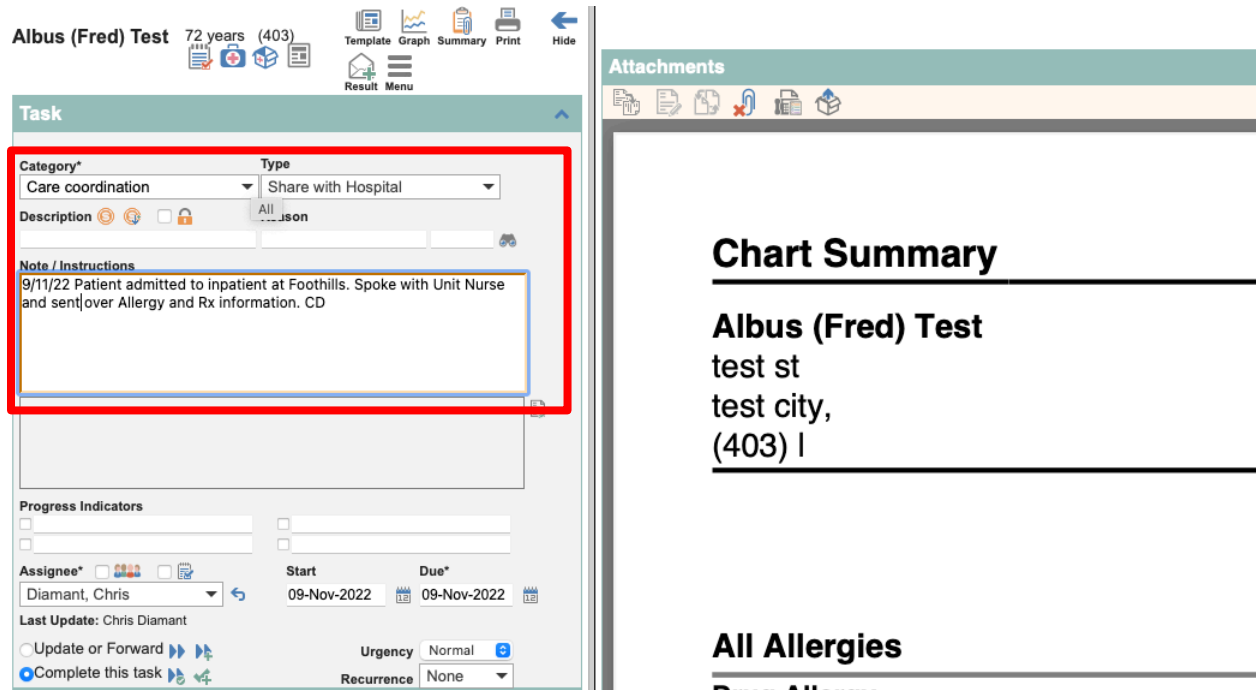 Albus (Fred) Test 72 years (403)
Template Graph Summary Print Hide
Result Menu
Task
Category* Type
Care coordination Share with Hospital
All
Description
Note / Instructions
9/11/22 Patient admitted to inpatient at Foothills. Spoke with Unit Nurse
and sent over Allergy and Rx information. CD
Progress Indicators
Assignee* Start Due*
Diamant, Chris 09-Nov-2022 12 09-Nov-2022 12
Last Update: Chris Diamant
Update or Forward Urgency Normal
Complete this task Recurrence None
Attachments
Chart Summary
Albus (Fred) Test
test st
test city,
(403) l
All Allergies
Drug Allergy